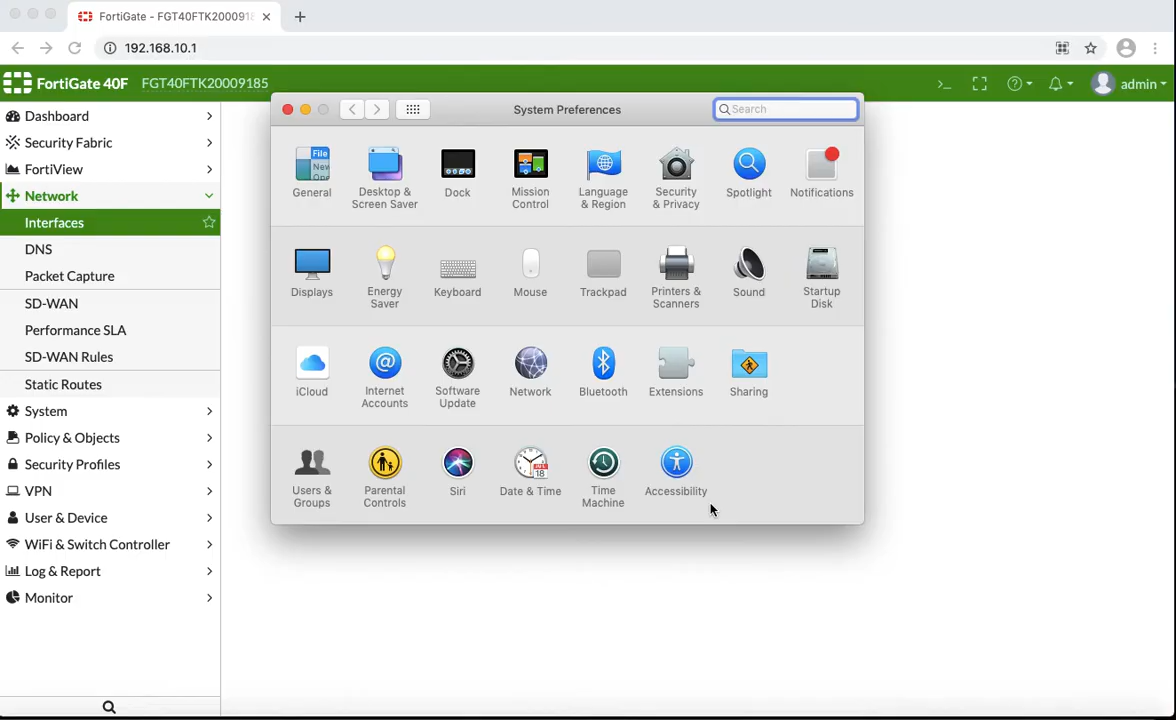 FortiGate - FGT40FTK2000918
192.168.10.1
FortiGate 40F FGT40FTK20009185
>_ admin
Dashboard
Security Fabric
FortiView
Network
Interfaces
DNS
Packet Capture
SD-WAN
Performance SLA
SD-WAN Rules
Static Routes
System
Policy & Objects
Security Profiles
VPN
User & Device
WiFi & Switch Controller
Log & Report
Monitor
System Preferences
Search
File
New
General
Desktop &
Screen Saver
Dock
Mission
Control
Language
& Region
Security
& Privacy
Spotlight
Notifications
Displays
Energy
Saver
Keyboard
Mouse
Trackpad
Printers &
Scanners
Sound
Startup
Disk
iCloud
Internet
Accounts
Software
Update
Network
Bluetooth
Extensions
Sharing
Users &
Groups
Parental
Controls
Siri
18
Date & Time
Time
Machine
Accessibility